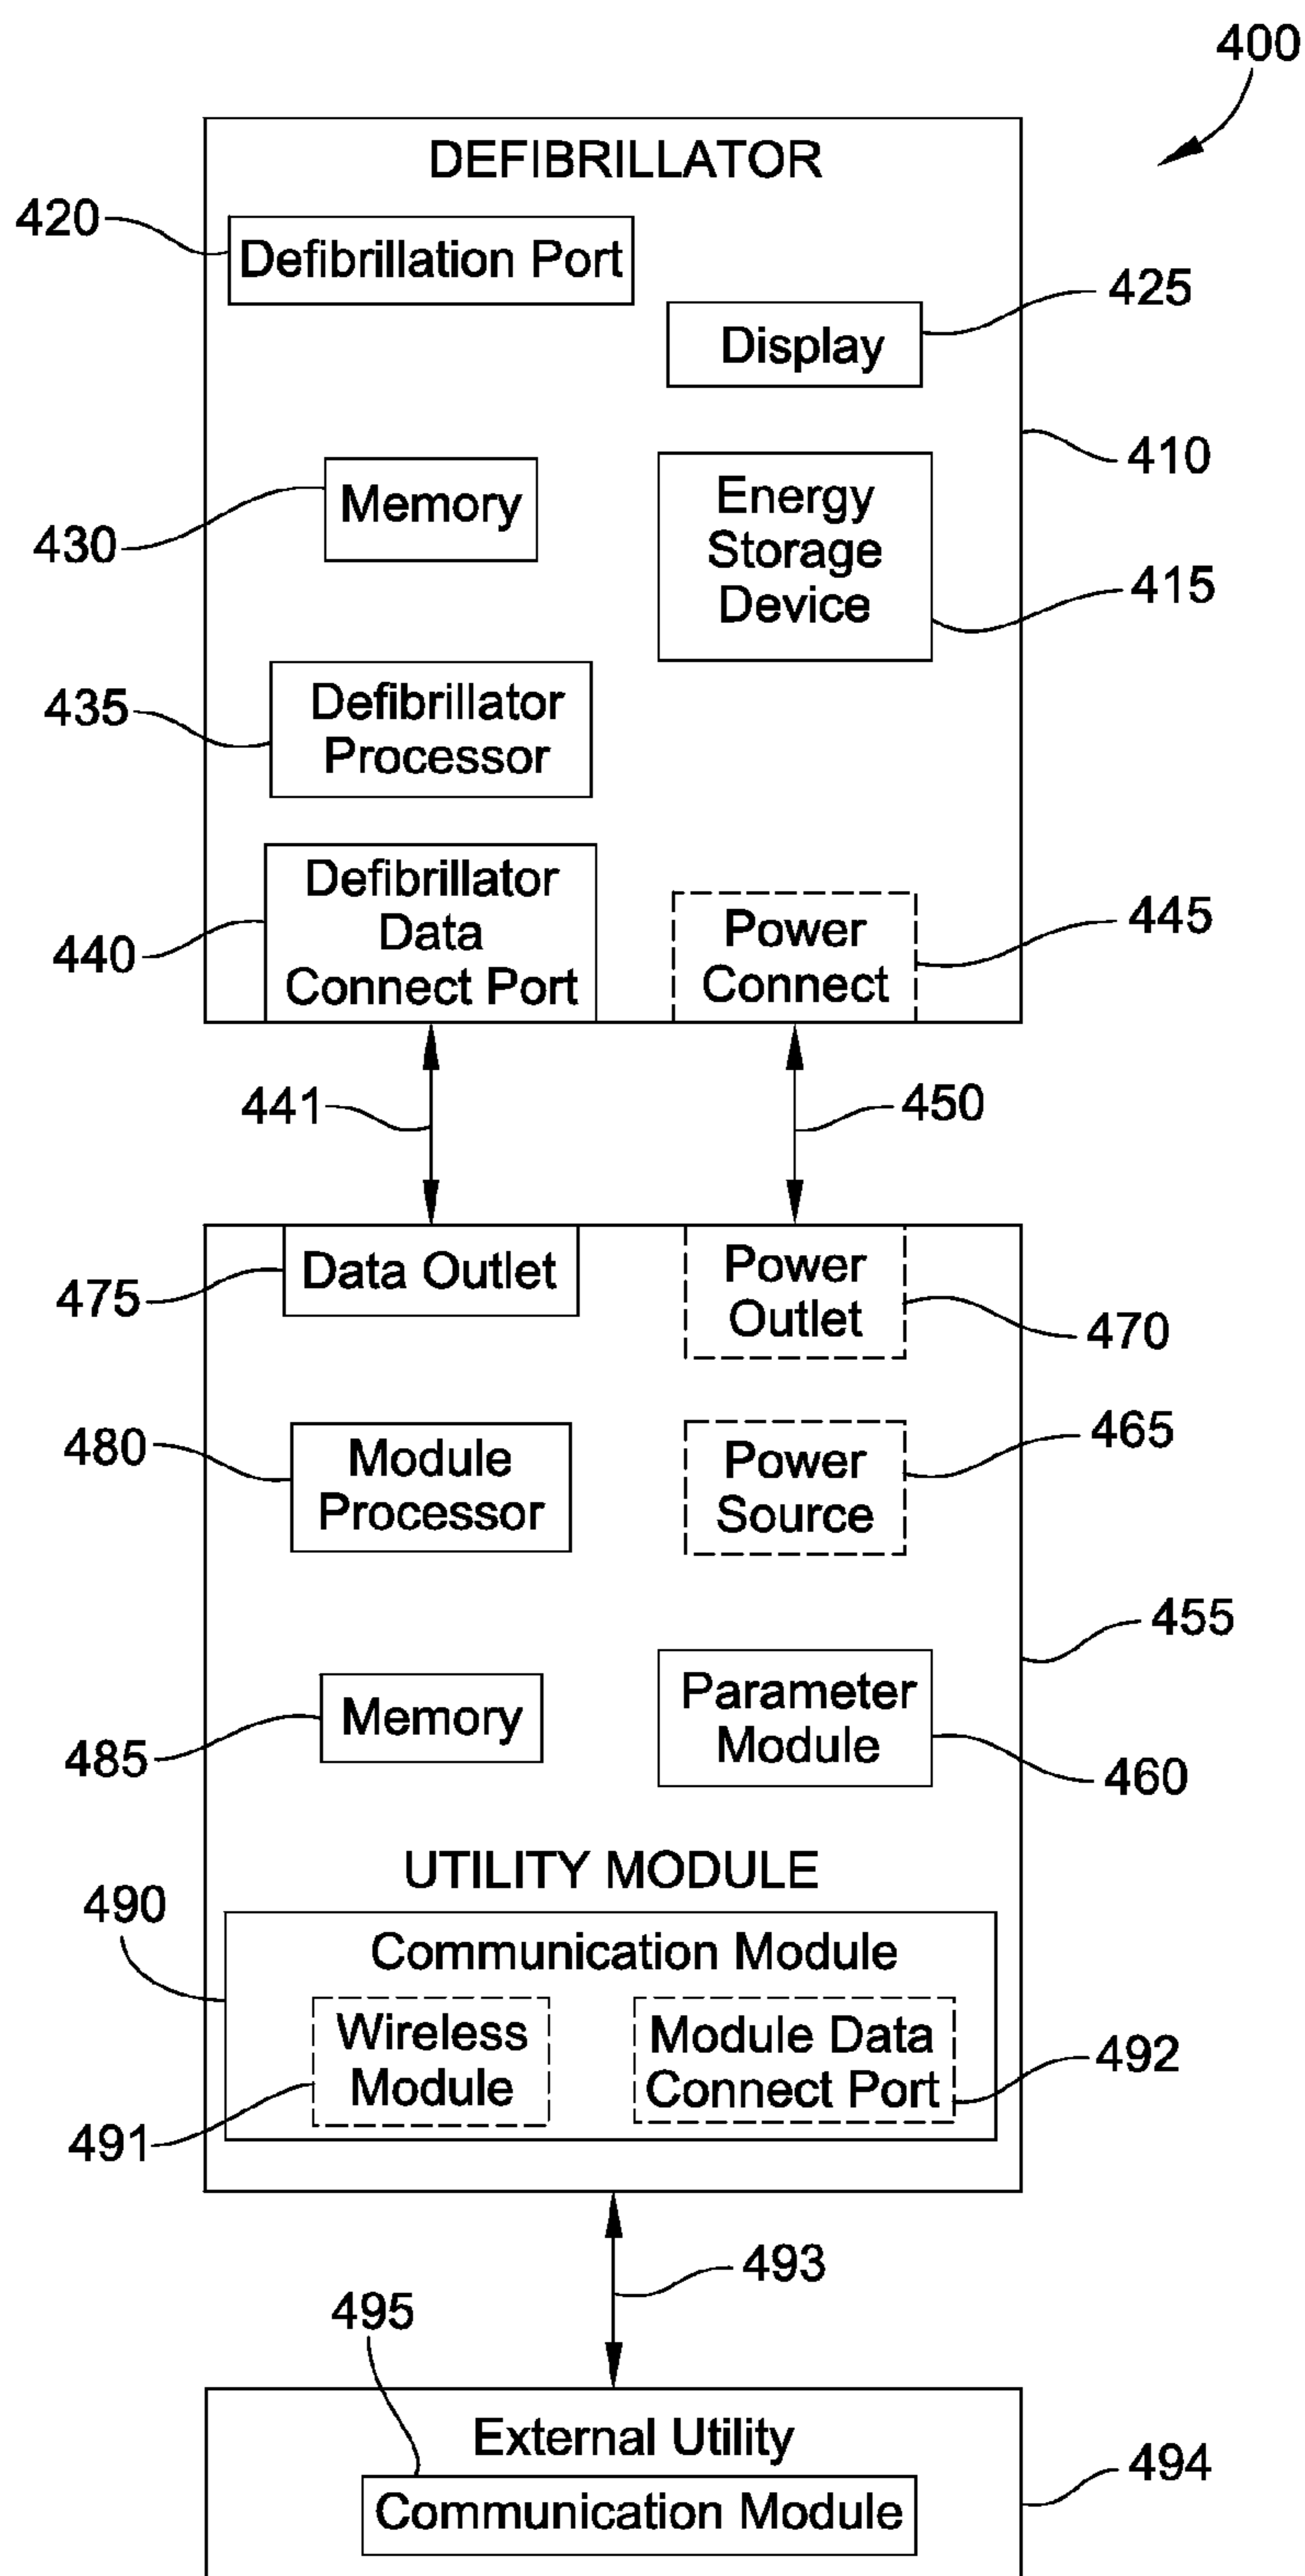 400
DEFIBRILLATOR
420
Defibrillation Port
425
Display
410
430
Memory
Energy
Storage
Device
415
435
Defibrillator
Processor
440
Defibrillator
Data
Connect Port
Power
Connect
445
441
450
475
Data Outlet
Power
Outlet
470
480
Module
Processor
Power
Source
465
455
485
Memory
Parameter
Module
460
UTILITY MODULE
490
Communication Module
Wireless
Module
491
Module Data
Connect Port
492
493
495
External Utility
494
Communication Module